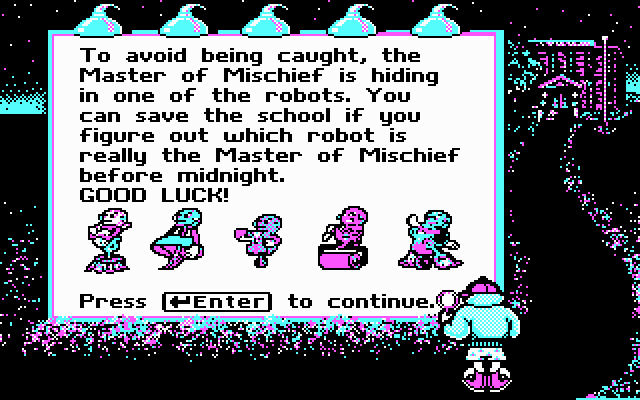 To avoid being caught, the
Master of Mischief is hiding
in one of the robots. You
can save the school if you
figure out which robot is
really the Master of Mischief
before midnight.
GOOD LUCK!
Press ↵Enter to continue.